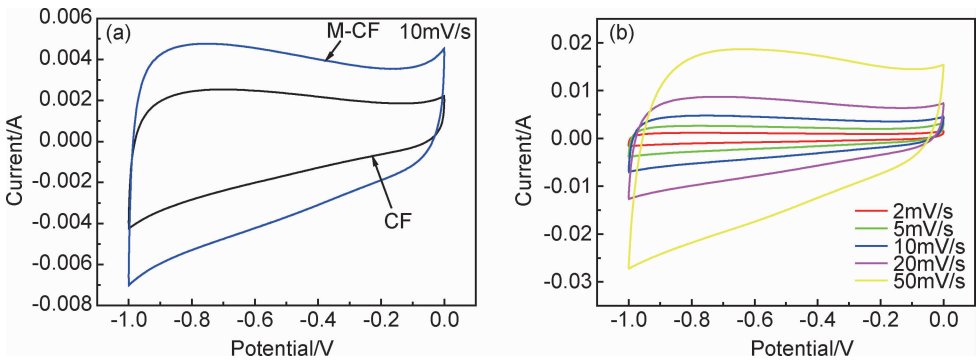 (a)
M-CF
10mV/s
CF
Current/A
0.006
0.004
0.002
0.000
-0.002
-0.004
-0.006
-0.008
-1.0 -0.8 -0.6 -0.4 -0.2 0.0
Potential/V
(b)
Current/A
0.02
0.01
0.00
-0.01
-0.02
-0.03
2mV/s
5mV/s
10mV/s
20mV/s
50mV/s
-1.0 -0.8 -0.6 -0.4 -0.2 0.0
Potential/V